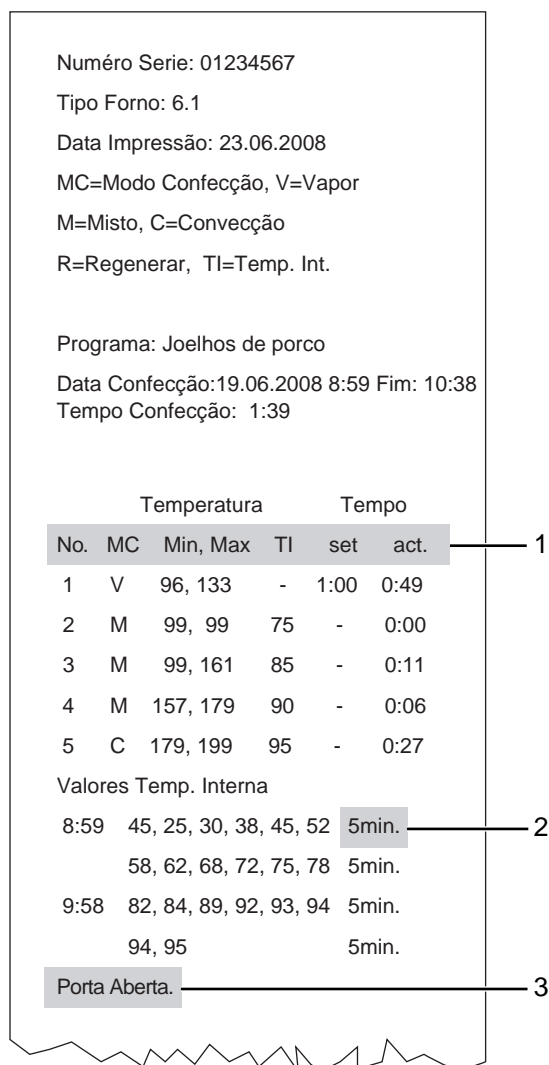 Numéro Serie: 01234567
Tipo Forno: 6.1
Data Impressão: 23.06.2008
MC=Modo Confecção, V=Vapor
M=Misto, C=Convecção
R=Regenerar, TI=Temp. Int.
Programa: Joelhos de porco
Data Confecção:19.06.2008 8:59 Fim: 10:38
Tempo Confecção: 1:39
Temperatura Tempo
No. MC Min, Max TI set act. 1
1 V 96, 133 - 1:00 0:49
2 M 99, 99 75 - 0:00
3 M 99, 161 85 - 0:11
4 M 157, 179 90 - 0:06
5 C 179, 199 95 - 0:27
Valores Temp. Interna
8:59 45, 25, 30, 38, 45, 52 5min. 2
58, 62, 68, 72, 75, 78 5min.
9:58 82, 84, 89, 92, 93, 94 5min.
94, 95 5min.
Porta Aberta. 3